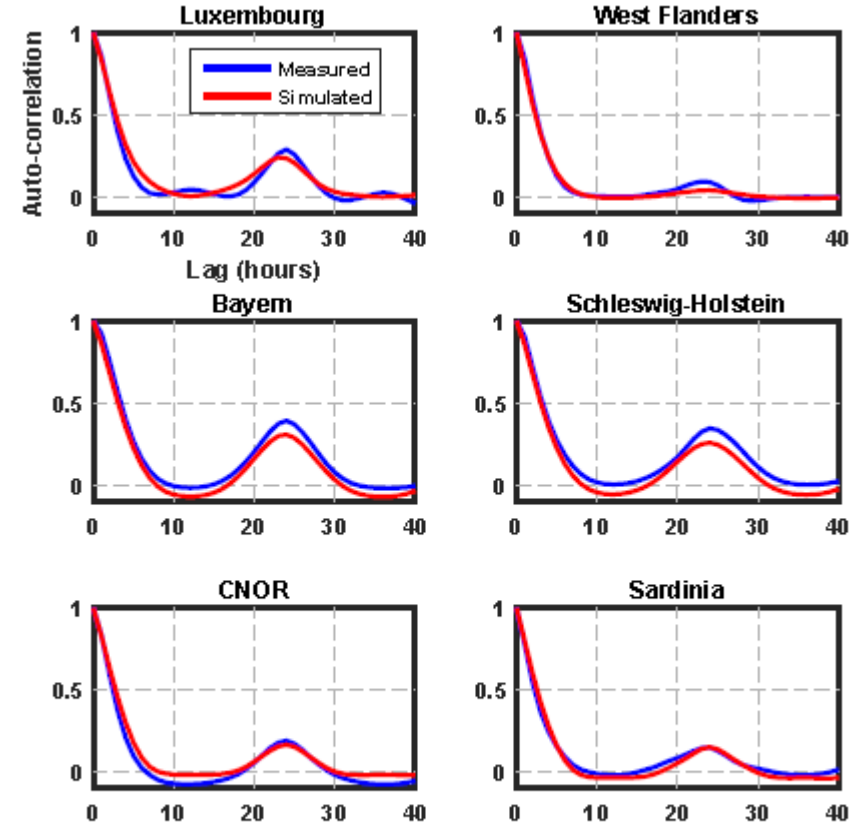 Luxembourg
West Flanders
1
0.5
0
Auto-correlation
Measured
Simulated
0 10 20 30 40
Lag (hours)
1
0.5
0
0 10 20 30 40
Bayern
Schleswig-Holstein
1
0.5
0
0 10 20 30 40
1
0.5
0
0 10 20 30 40
CNOR
Sardinia
1
0.5
0
0 10 20 30 40
1
0.5
0
0 10 20 30 40